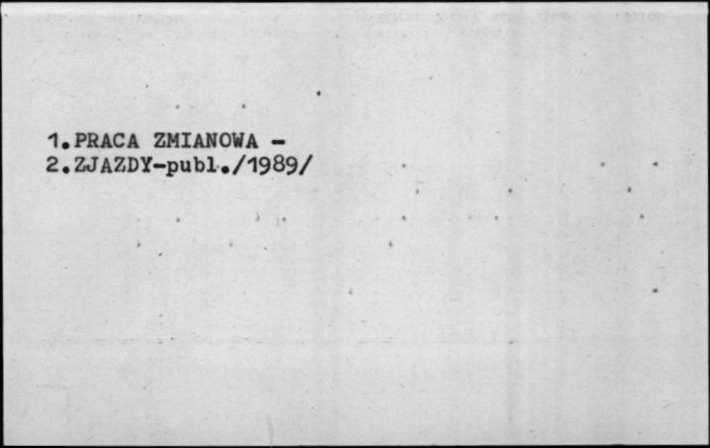 1.PRACA ZMIANOWA -
2.ZJAZDY-publ./1989/